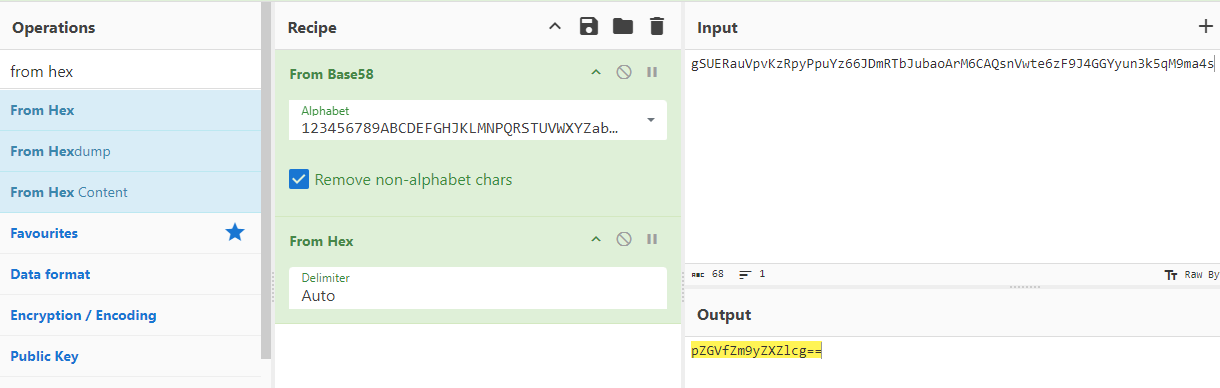 Operations
from hex
From Hex
From Hexdump
From Hex Content
Favourites
Data format
Encryption / Encoding
Public Key
Recipe
From Base58
Alphabet
123456789ABCDEFGHJKLMNPQRSTUVWXYZab…
Remove non-alphabet chars
From Hex
Delimiter
Auto
Input
gSUERauVpvKzRpyPpuYz66JDmRTbJubaoArM6CAQsnVwte6zF9J4GGYyun3k5qM9ma4s
ABC 68 1
Tт Raw By
Output
pZGVfZm9yZXZlcg==